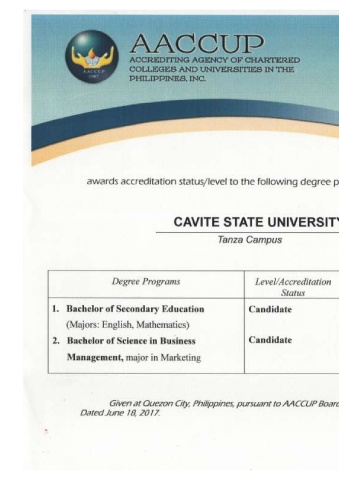 AACCUP
ACCREDITING AGENCY OF CHARTERED
COLLEGES AND UNIVERSITIES IN THE
PHILIPPINES, INC.
AACCUP
awards accreditation status/level to the following degree p
CAVITE STATE UNIVERSITY
Tanza Campus
Degree Programs
Level/Accreditation
Status
1. Bachelor of Secondary Education
(Majors: English, Mathematics)
Candidate
2. Bachelor of Science in Business
Management, major in Marketing
Candidate
Given at Quezon City, Philippines, pursuant to AACCUP Board
Dated June 18, 2017.